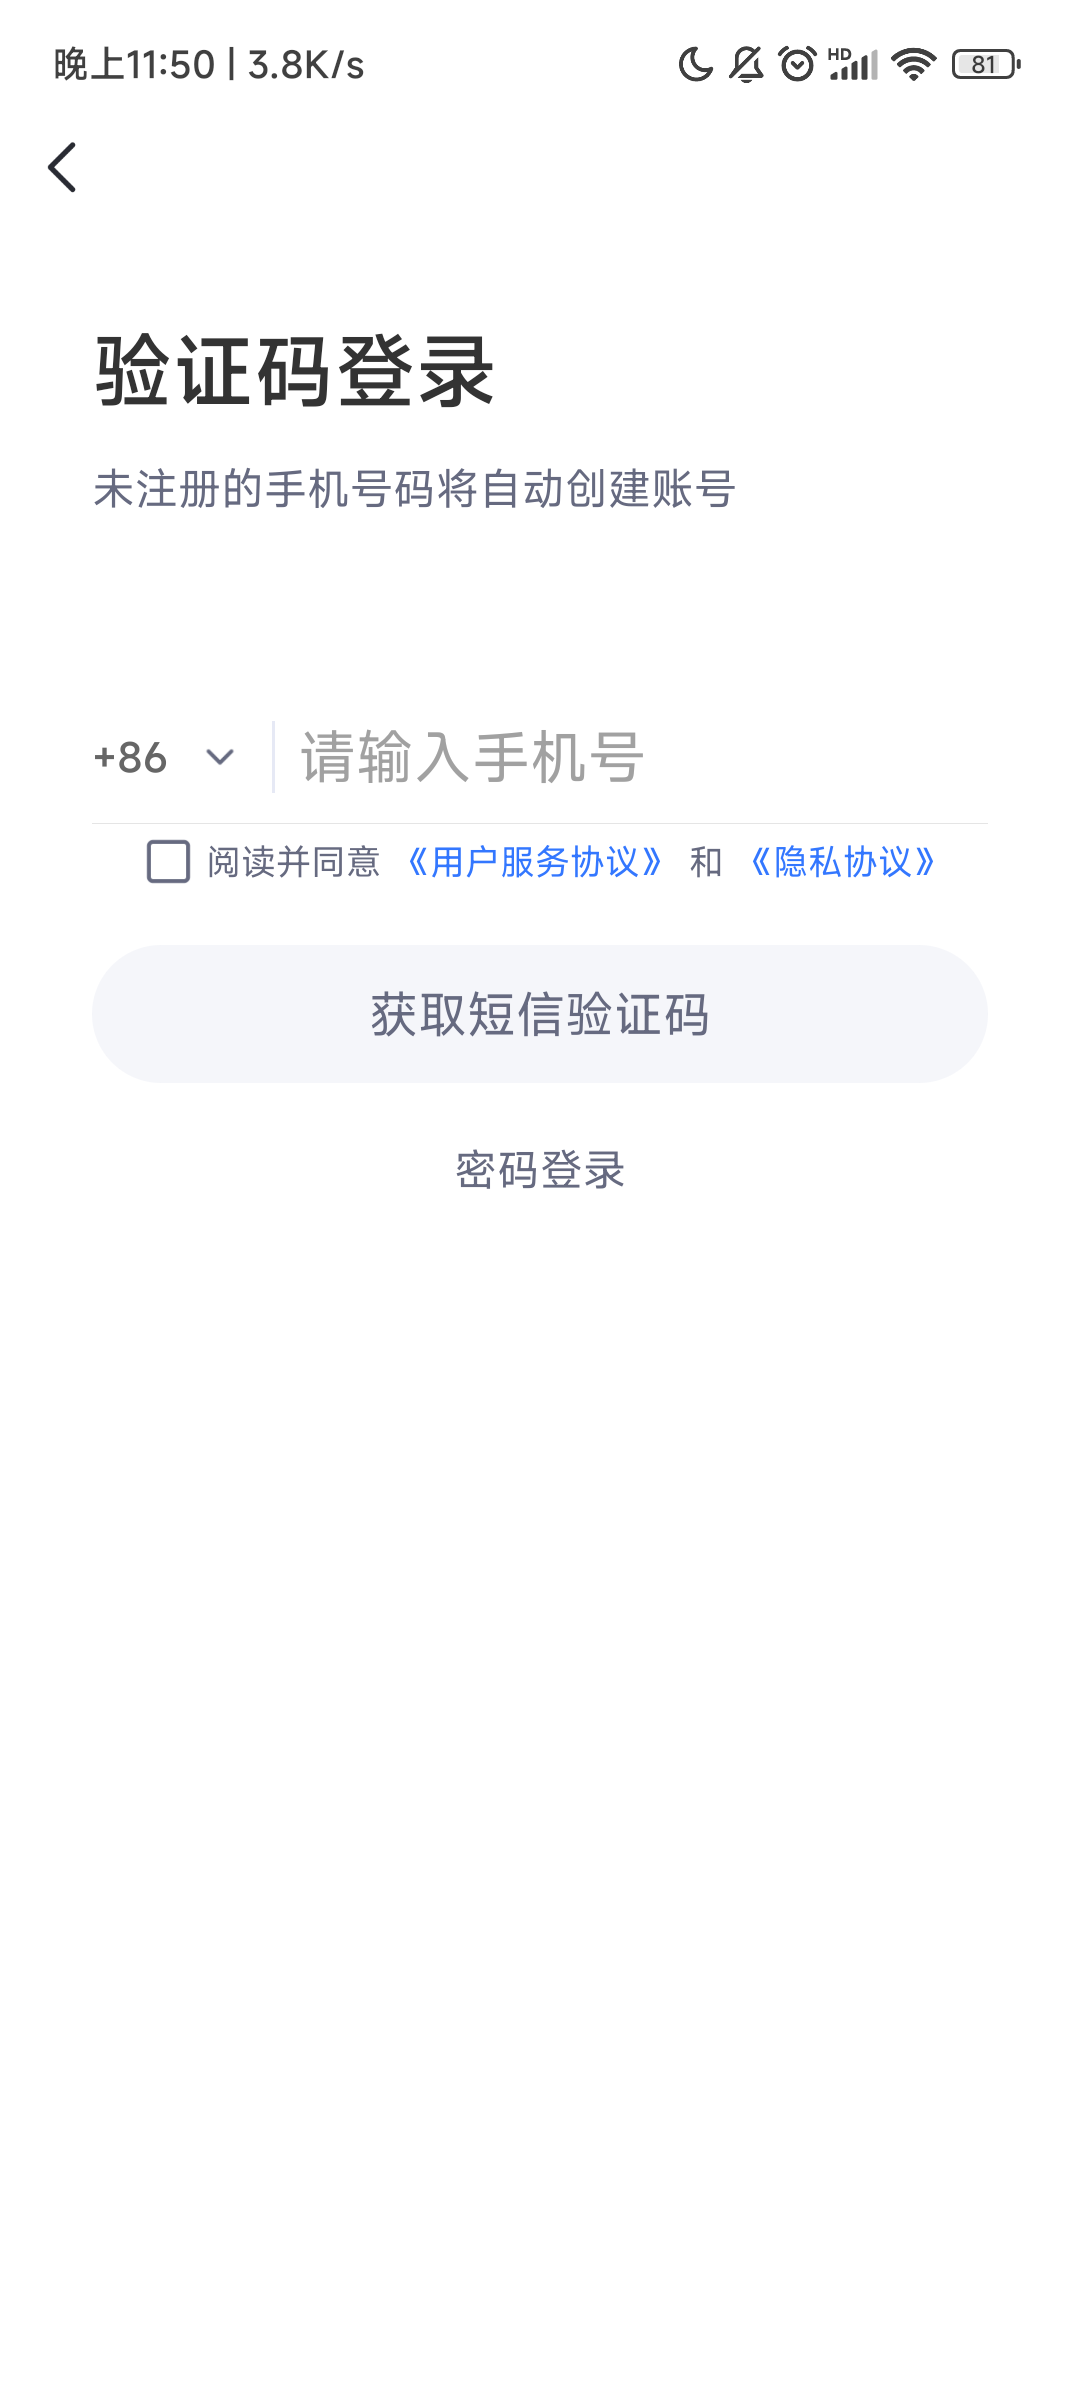 晚上11:50 | 3.8K/s HD 81
验证码登录
未注册的手机号码将自动创建账号
+86 请输入手机号
阅读并同意 《用户服务协议》 和 《隐私协议》
获取短信验证码
密码登录